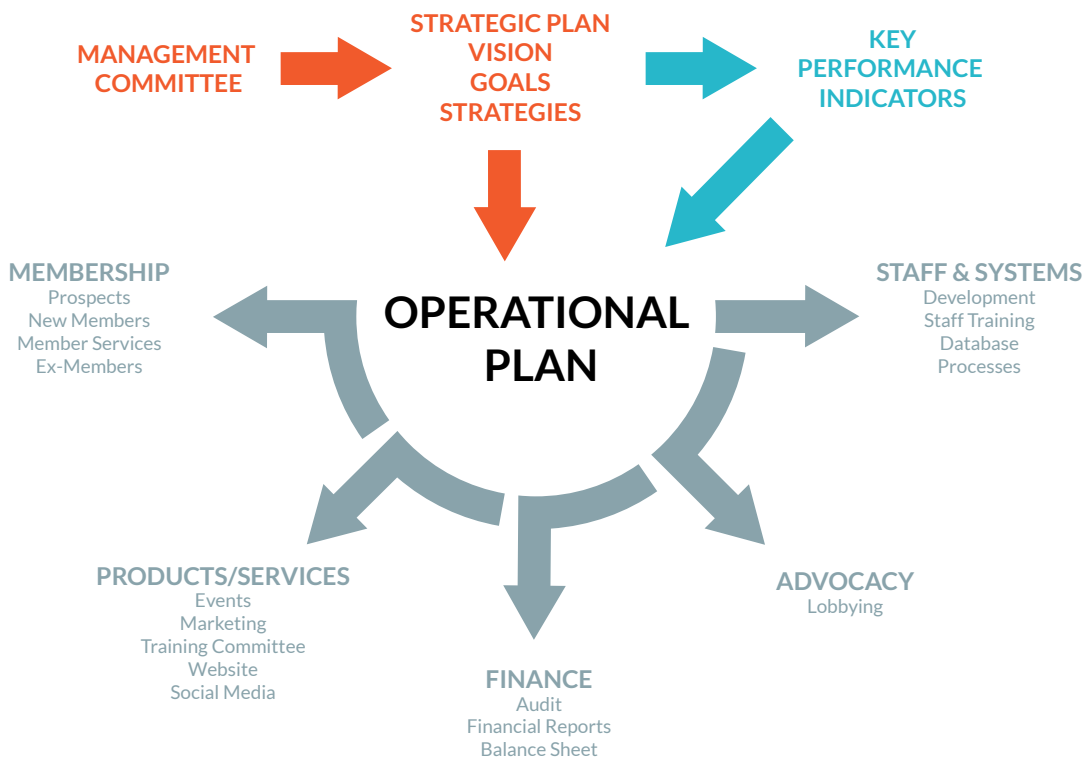 MANAGEMENT
COMMITTEE
STRATEGIC PLAN
VISION
GOALS
STRATEGIES
KEY
PERFORMANCE
INDICATORS
OPERATIONAL
PLAN
MEMBERSHIP
Prospects
New Members
Member Services
Ex-Members
STAFF & SYSTEMS
Development
Staff Training
Database
Processes
PRODUCTS/SERVICES
Events
Marketing
Training Committee
Website
Social Media
FINANCE
Audit
Financial Reports
Balance Sheet
ADVOCACY
Lobbying